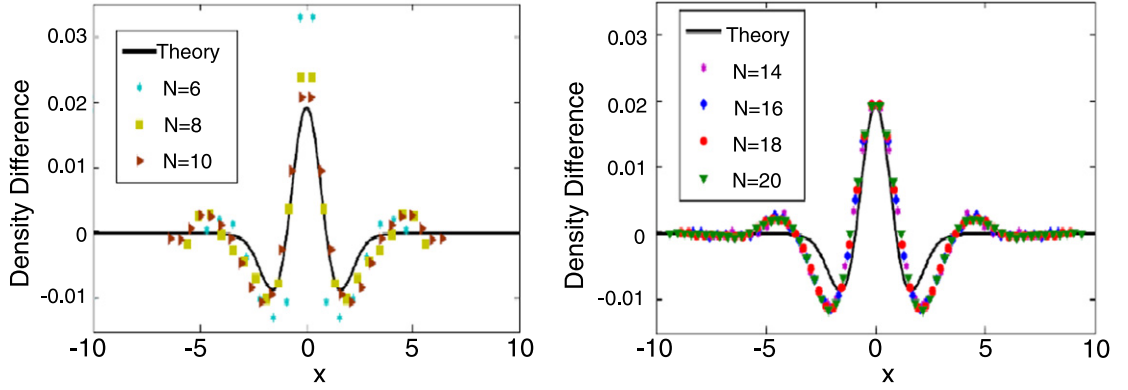 0.03
0.02
0.01
0
-0.01
-10
-5
0
5
10
x
Density Difference
Theory
N=6
N=8
N=10
0.03
0.02
0.01
0
-0.01
-10
-5
0
5
10
x
Density Difference
Theory
N=14
N=16
N=18
N=20